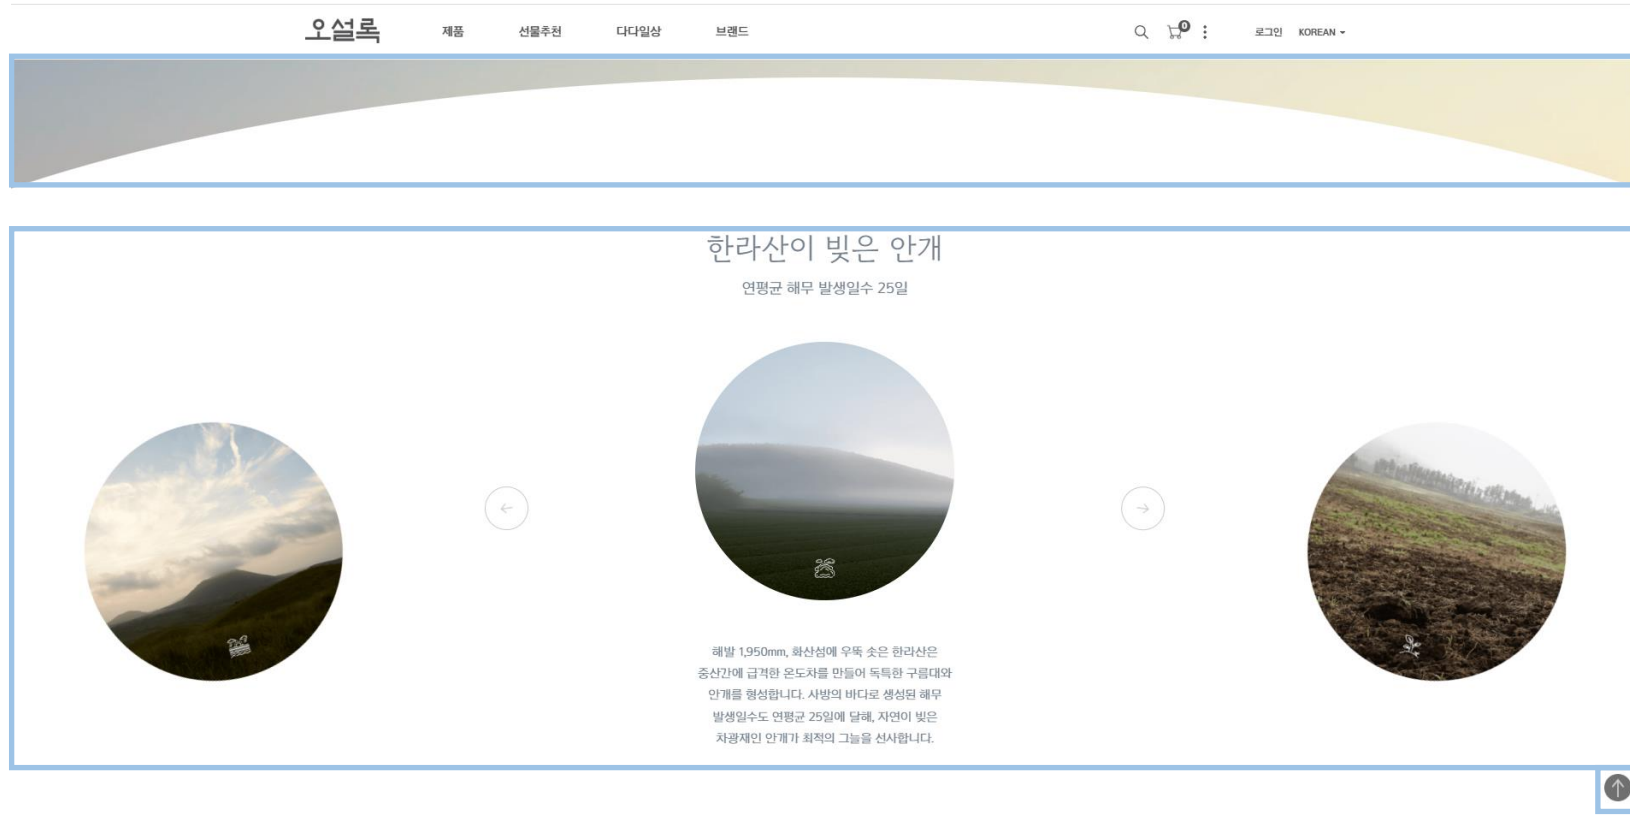 오설록
제품 선물추천 다다일상 브랜드 0 로그인 KOREAN
한라산이 빚은 안개
연평균 해무 발생일수 25일
해발 1,950mm, 화산섬에 우뚝 솟은 한라산은
중산간에 급격한 온도차를 만들어 독특한 구름대와
안개를 형성합니다. 사방의 바다로 생성된 해무
발생일수도 연평균 25일에 달해, 자연이 빚은
차광재인 안개가 최적의 그늘을 선사합니다.